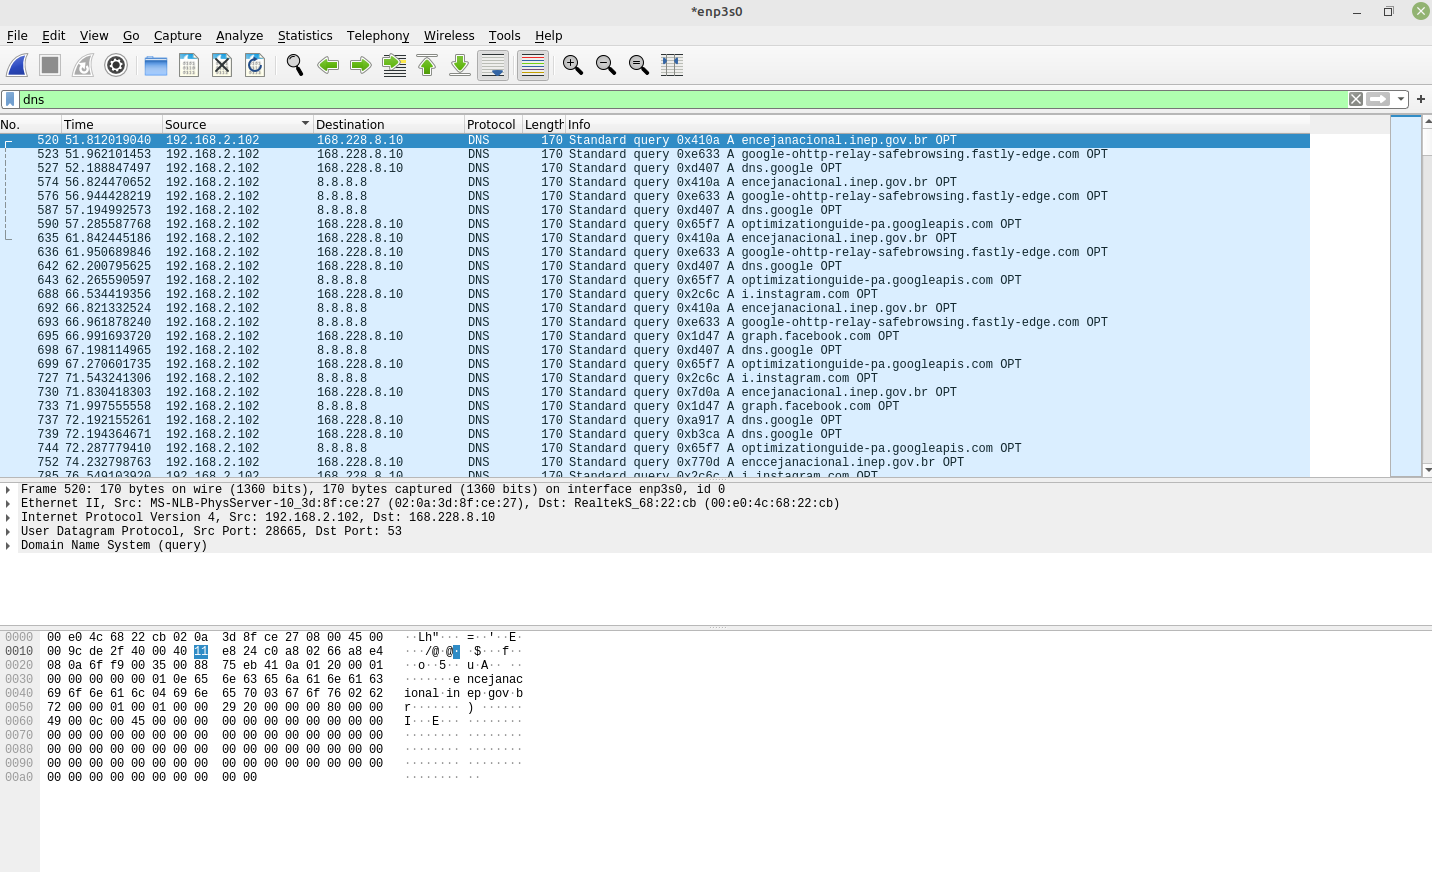 *enp3s0
File Edit View Go Capture Analyze Statistics Telephony Wireless Tools Help
dns
No. Time Source Destination Protocol Length Info
520 51.812019040 192.168.2.102 168.228.8.10 DNS 170 Standard query 0x410a A encejanacional.inep.gov.br OPT
523 51.962101453 192.168.2.102 168.228.8.10 DNS 170 Standard query 0xe633 A google-ohttp-relay-safebrowsing.fastly-edge.com OPT
527 52.188847497 192.168.2.102 168.228.8.10 DNS 170 Standard query 0xd407 A dns.google OPT
574 56.824470652 192.168.2.102 8.8.8.8 DNS 170 Standard query 0x410a A encejanacional.inep.gov.br OPT
576 56.944428219 192.168.2.102 8.8.8.8 DNS 170 Standard query 0xe633 A google-ohttp-relay-safebrowsing.fastly-edge.com OPT
587 57.194992573 192.168.2.102 8.8.8.8 DNS 170 Standard query 0xd407 A dns.google OPT
590 57.285587768 192.168.2.102 168.228.8.10 DNS 170 Standard query 0x65f7 A optimizationguide-pa.googleapis.com OPT
635 61.842445186 192.168.2.102 168.228.8.10 DNS 170 Standard query 0x410a A encejanacional.inep.gov.br OPT
636 61.950689846 192.168.2.102 168.228.8.10 DNS 170 Standard query 0xe633 A google-ohttp-relay-safebrowsing.fastly-edge.com OPT
642 62.200795625 192.168.2.102 168.228.8.10 DNS 170 Standard query 0xd407 A dns.google OPT
643 62.265590597 192.168.2.102 8.8.8.8 DNS 170 Standard query 0x65f7 A optimizationguide-pa.googleapis.com OPT
688 66.534419356 192.168.2.102 168.228.8.10 DNS 170 Standard query 0x2c6c A i.instagram.com OPT
692 66.821332524 192.168.2.102 8.8.8.8 DNS 170 Standard query 0x410a A encejanacional.inep.gov.br OPT
693 66.961878240 192.168.2.102 8.8.8.8 DNS 170 Standard query 0xe633 A google-ohttp-relay-safebrowsing.fastly-edge.com OPT
695 66.991693720 192.168.2.102 168.228.8.10 DNS 170 Standard query 0x1d47 A graph.facebook.com OPT
698 67.198114965 192.168.2.102 8.8.8.8 DNS 170 Standard query 0xd407 A dns.google OPT
699 67.270601735 192.168.2.102 168.228.8.10 DNS 170 Standard query 0x65f7 A optimizationguide-pa.googleapis.com OPT
727 71.543241306 192.168.2.102 8.8.8.8 DNS 170 Standard query 0x2c6c A i.instagram.com OPT
730 71.830418303 192.168.2.102 168.228.8.10 DNS 170 Standard query 0x7d0a A encejanacional.inep.gov.br OPT
733 71.997555558 192.168.2.102 8.8.8.8 DNS 170 Standard query 0x1d47 A graph.facebook.com OPT
737 72.192155261 192.168.2.102 168.228.8.10 DNS 170 Standard query 0xa917 A dns.google OPT
739 72.194364671 192.168.2.102 168.228.8.10 DNS 170 Standard query 0xb3ca A dns.google OPT
744 72.287779410 192.168.2.102 8.8.8.8 DNS 170 Standard query 0x65f7 A optimizationguide-pa.googleapis.com OPT
752 74.232798763 192.168.2.102 168.228.8.10 DNS 170 Standard query 0x770d A enccejanacional.inep.gov.br OPT
785 76.549103920 192.168.2.102 168.228.8.10 DNS 170 Standard query 0x2c6c A i.instagram.com OPT
Frame 520: 170 bytes on wire (1360 bits), 170 bytes captured (1360 bits) on interface enp3s0, id 0
Ethernet II, Src: MS-NLB-PhysServer-10_3d:8f:ce:27 (02:0a:3d:8f:ce:27), Dst: RealtekS_68:22:cb (00:e0:4c:68:22:cb)
Internet Protocol Version 4, Src: 192.168.2.102, Dst: 168.228.8.10
User Datagram Protocol, Src Port: 28665, Dst Port: 53
Domain Name System (query)
0000 00 e0 4c 68 22 cb 02 0a 3d 8f ce 27 08 00 45 00 ··Lh"··· =··'··E·
0010 00 9c de 2f 40 00 40 11 e8 24 c0 a8 02 66 a8 e4 ···/@·@· ·$···f··
0020 08 0a 6f f9 00 35 00 88 75 eb 41 0a 01 20 00 01 ··o··5·· u·A·· ··
0030 00 00 00 00 00 01 0e 65 6e 63 65 6a 61 6e 61 63 ·······e ncejanac
0040 69 6f 6e 61 6c 04 69 6e 65 70 03 67 6f 76 02 62 ional·in ep·gov·b
0050 72 00 00 01 00 01 00 00 29 20 00 00 00 80 00 00 r······· ) ······
0060 49 00 0c 00 45 00 00 00 00 00 00 00 00 00 00 00 I···E··· ········
0070 00 00 00 00 00 00 00 00 00 00 00 00 00 00 00 00 ········ ········
0080 00 00 00 00 00 00 00 00 00 00 00 00 00 00 00 00 ········ ········
0090 00 00 00 00 00 00 00 00 00 00 00 00 00 00 00 00 ········ ········
00a0 00 00 00 00 00 00 00 00 00 00 ········ ··